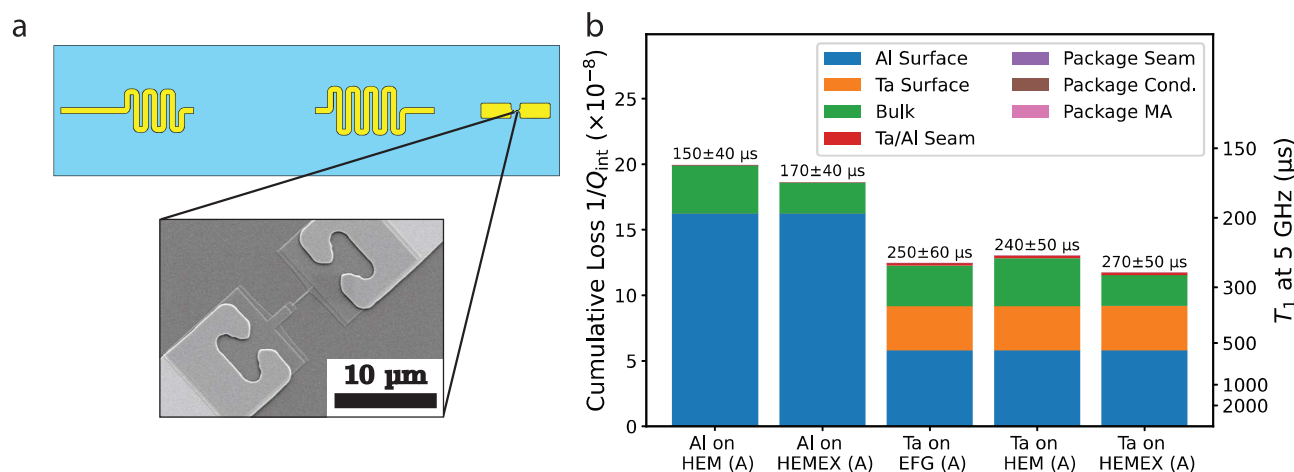 a
10 μm
b
Cumulative Loss 1/Q_int (×10⁻⁸)
25
20
15
10
5
0
Al Surface
Ta Surface
Bulk
Ta/Al Seam
Package Seam
Package Cond.
Package MA
150±40 μs
170±40 μs
250±60 μs
240±50 μs
270±50 μs
Al on
HEM (A)
Al on
HEMEX (A)
Ta on
EFG (A)
Ta on
HEM (A)
Ta on
HEMEX (A)
150
200
300
500
1000
2000
T₁ at 5 GHz (μs)